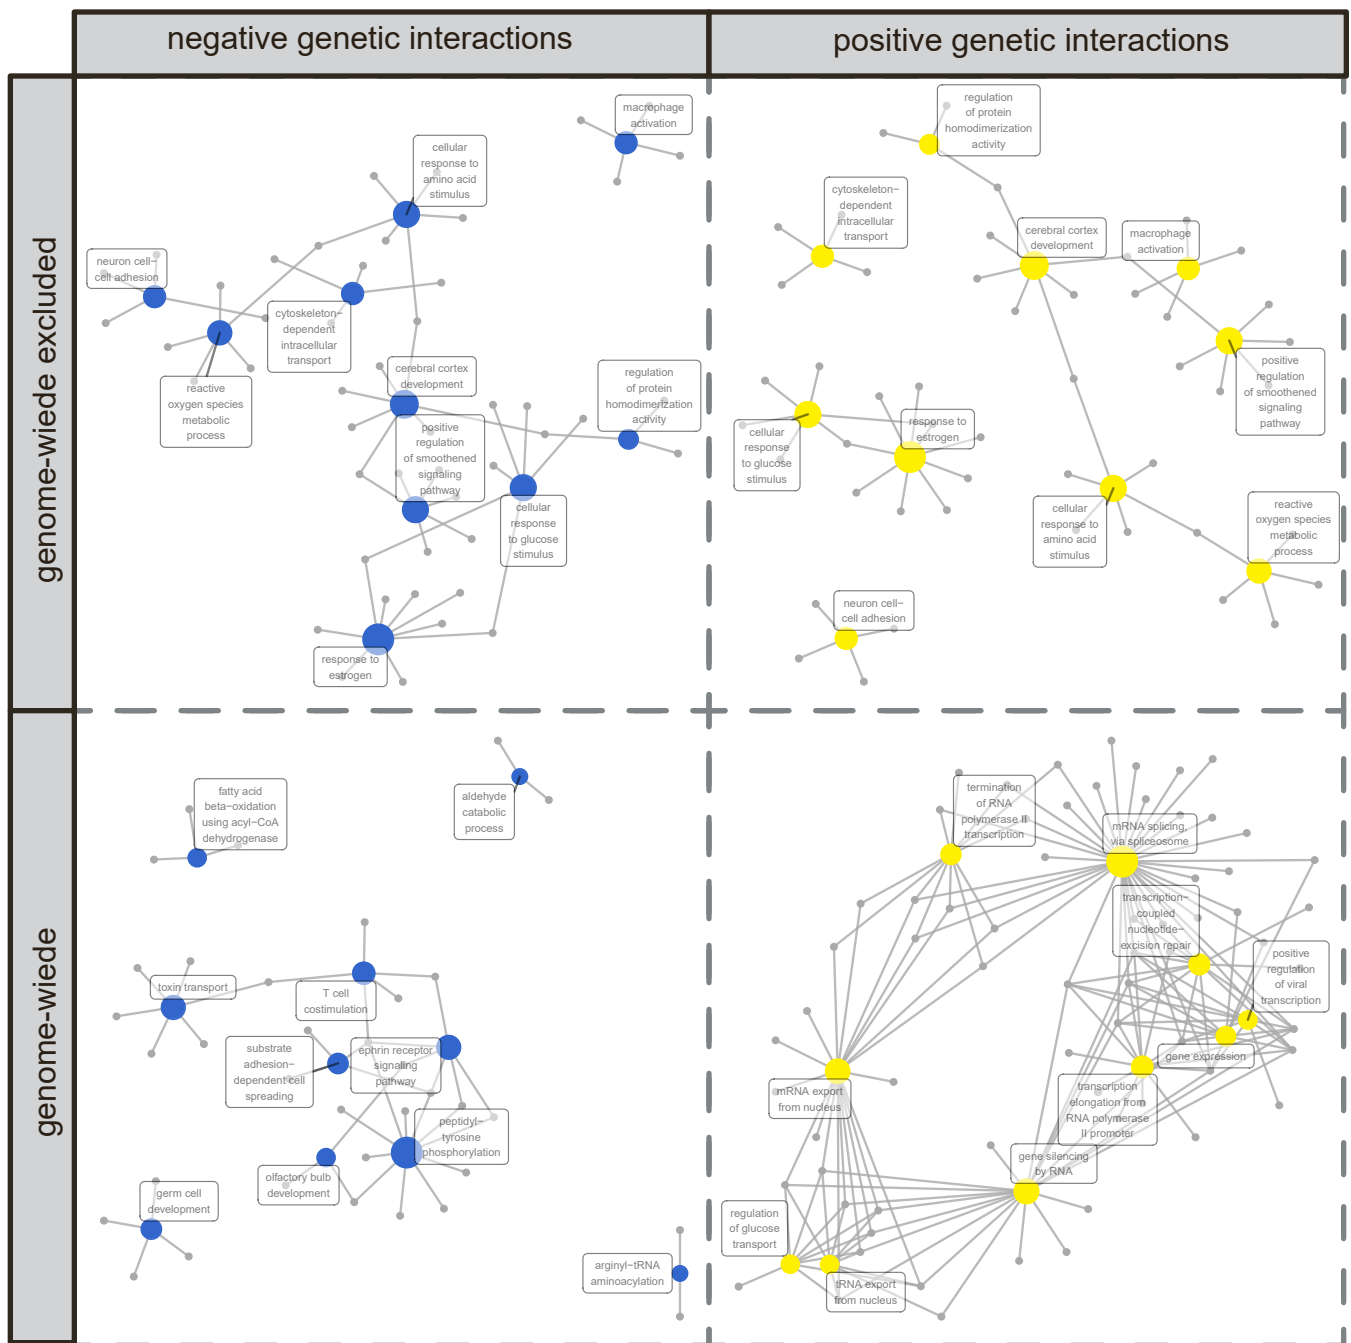 negative genetic interactions
positive genetic interactions
genome-wiede excluded
macrophage
activation
cellular
response to
amino acid
stimulus
neuron cell−
cell adhesion
cytoskeleton−
dependent
intracellular
transport
reactive
oxygen species
metabolic
process
cerebral cortex
development
regulation
of protein
homodimerization
activity
positive
regulation
of smoothened
signaling
pathway
cellular
response
to glucose
stimulus
response to
estrogen
regulation
of protein
homodimerization
activity
cytoskeleton−
dependent
intracellular
transport
cerebral cortex
development
macrophage
activation
positive
regulation
of smoothened
signaling
pathway
cellular
response
to glucose
stimulus
response to
estrogen
cellular
response to
amino acid
stimulus
reactive
oxygen species
metabolic
process
neuron cell−
cell adhesion
genome-wiede
fatty acid
beta−oxidation
using acyl−CoA
dehydrogenase
aldehyde
catabolic
process
toxin transport
T cell
costimulation
substrate
adhesion−
dependent cell
spreading
ephrin receptor
signaling
pathway
peptidyl−
tyrosine
phosphorylation
olfactory bulb
development
germ cell
development
arginyl−tRNA
aminoacylation
termination
of RNA
polymerase II
transcription
mRNA splicing,
via spliceosome
transcription−
coupled
nucleotide−
excision repair
positive
regulation
of viral
transcription
gene expression
mRNA export
from nucleus
transcription
elongation from
RNA polymerase
II promoter
gene silencing
by RNA
regulation
of glucose
transport
tRNA export
from nucleus